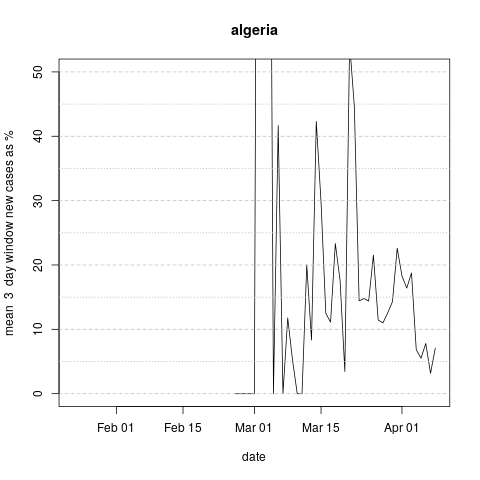 algeria
mean 3 day window new cases as %
50
40
30
20
10
0
Feb 01
Feb 15
Mar 01
Mar 15
Apr 01
date